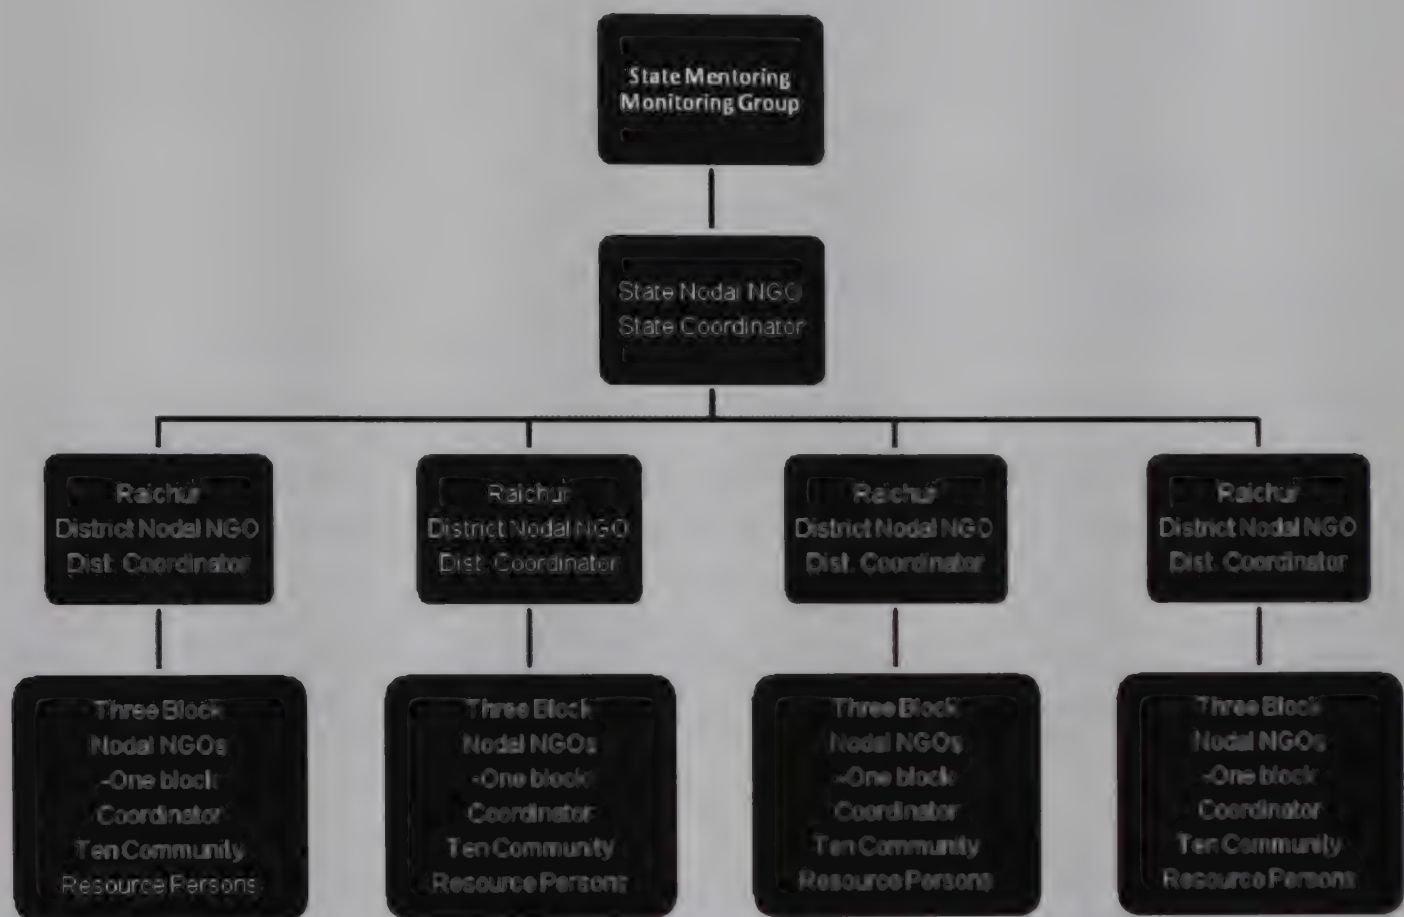 State Mentoring
Monitoring Group
State Nodal NGO
State Coordinator
Raichur
District Nodal NGO
Dist. Coordinator
Raichur
District Nodal NGO
Dist. Coordinator
Raichur
District Nodal NGO
Dist. Coordinator
Raichur
District Nodal NGO
Dist. Coordinator
Three Block
Nodal NGOs
-One block
Coordinator
Ten Community
Resource Persons
Three Block
Nodal NGOs
-One block
Coordinator
Ten Community
Resource Persons
Three Block
Nodal NGOs
-One block
Coordinator
Ten Community
Resource Persons
Three Block
Nodal NGOs
-One block
Coordinator
Ten Community
Resource Persons